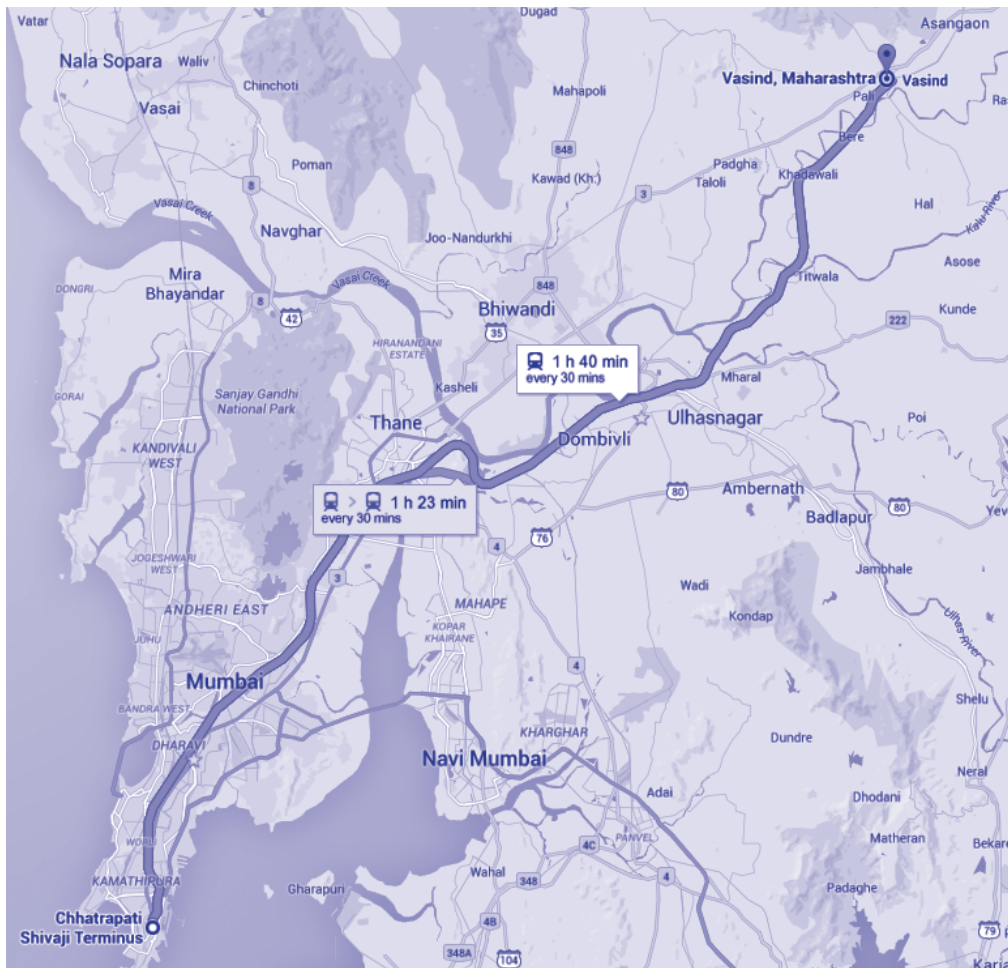 Vatar
Dugad
Asangaon
Nala Sopara
Waliv
Chinchoti
Mahapoli
Vasind, Maharashtra
Vasind
Pali
Vasai
Bere
848
Poman
Padgha
Kawad (Kh.)
Taloli
Khadawali
8
3
Vasai Creek
Hal
Kalu River
Navghar
Joo-Nandurkhi
Mira
Bhayandar
Vasai Creek
Titwala
Asose
DONGRI
8
848
42
Bhiwandi
Kunde
35
222
HIRANANDANI
ESTATE
1 h 40 min
every 30 mins
Kasheli
Mharal
GORAI
Sanjay Gandhi
National Park
Thane
Ulhasnagar
Poi
Dombivli
KANDIVALI
WEST
80
Ambernath
80
1 h 23 min
every 30 mins
Badlapur
76
4
JOGESHWARI
WEST
3
Jambhale
Wadi
ANDHERI EAST
MAHAPE
Kondap
KOPAR
KHAIRANE
JUHU
Ulhas River
4
Mumbai
Shelu
BANDRA WEST
KHARGHAR
DHARAVI
Dundre
Navi Mumbai
Neral
Adai
Dhodani
WORLI
PANVEL
Matheran
4C
Bekare
KAMATHIPURA
Wahal
348
4
Gharapuri
Padaghe
Chhatrapati
Shivaji Terminus
4B
79
348A
104